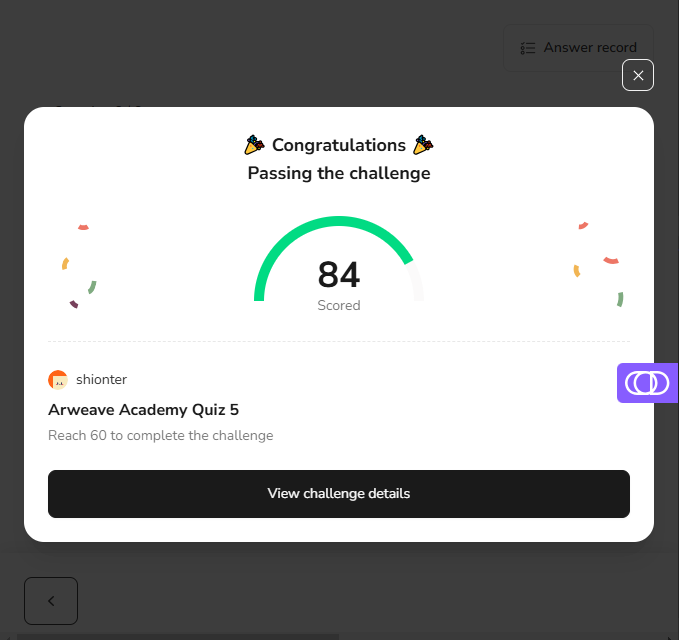 Answer record
Congratulations
Passing the challenge
84
Scored
shionter
Arweave Academy Quiz 5
Reach 60 to complete the challenge
View challenge details